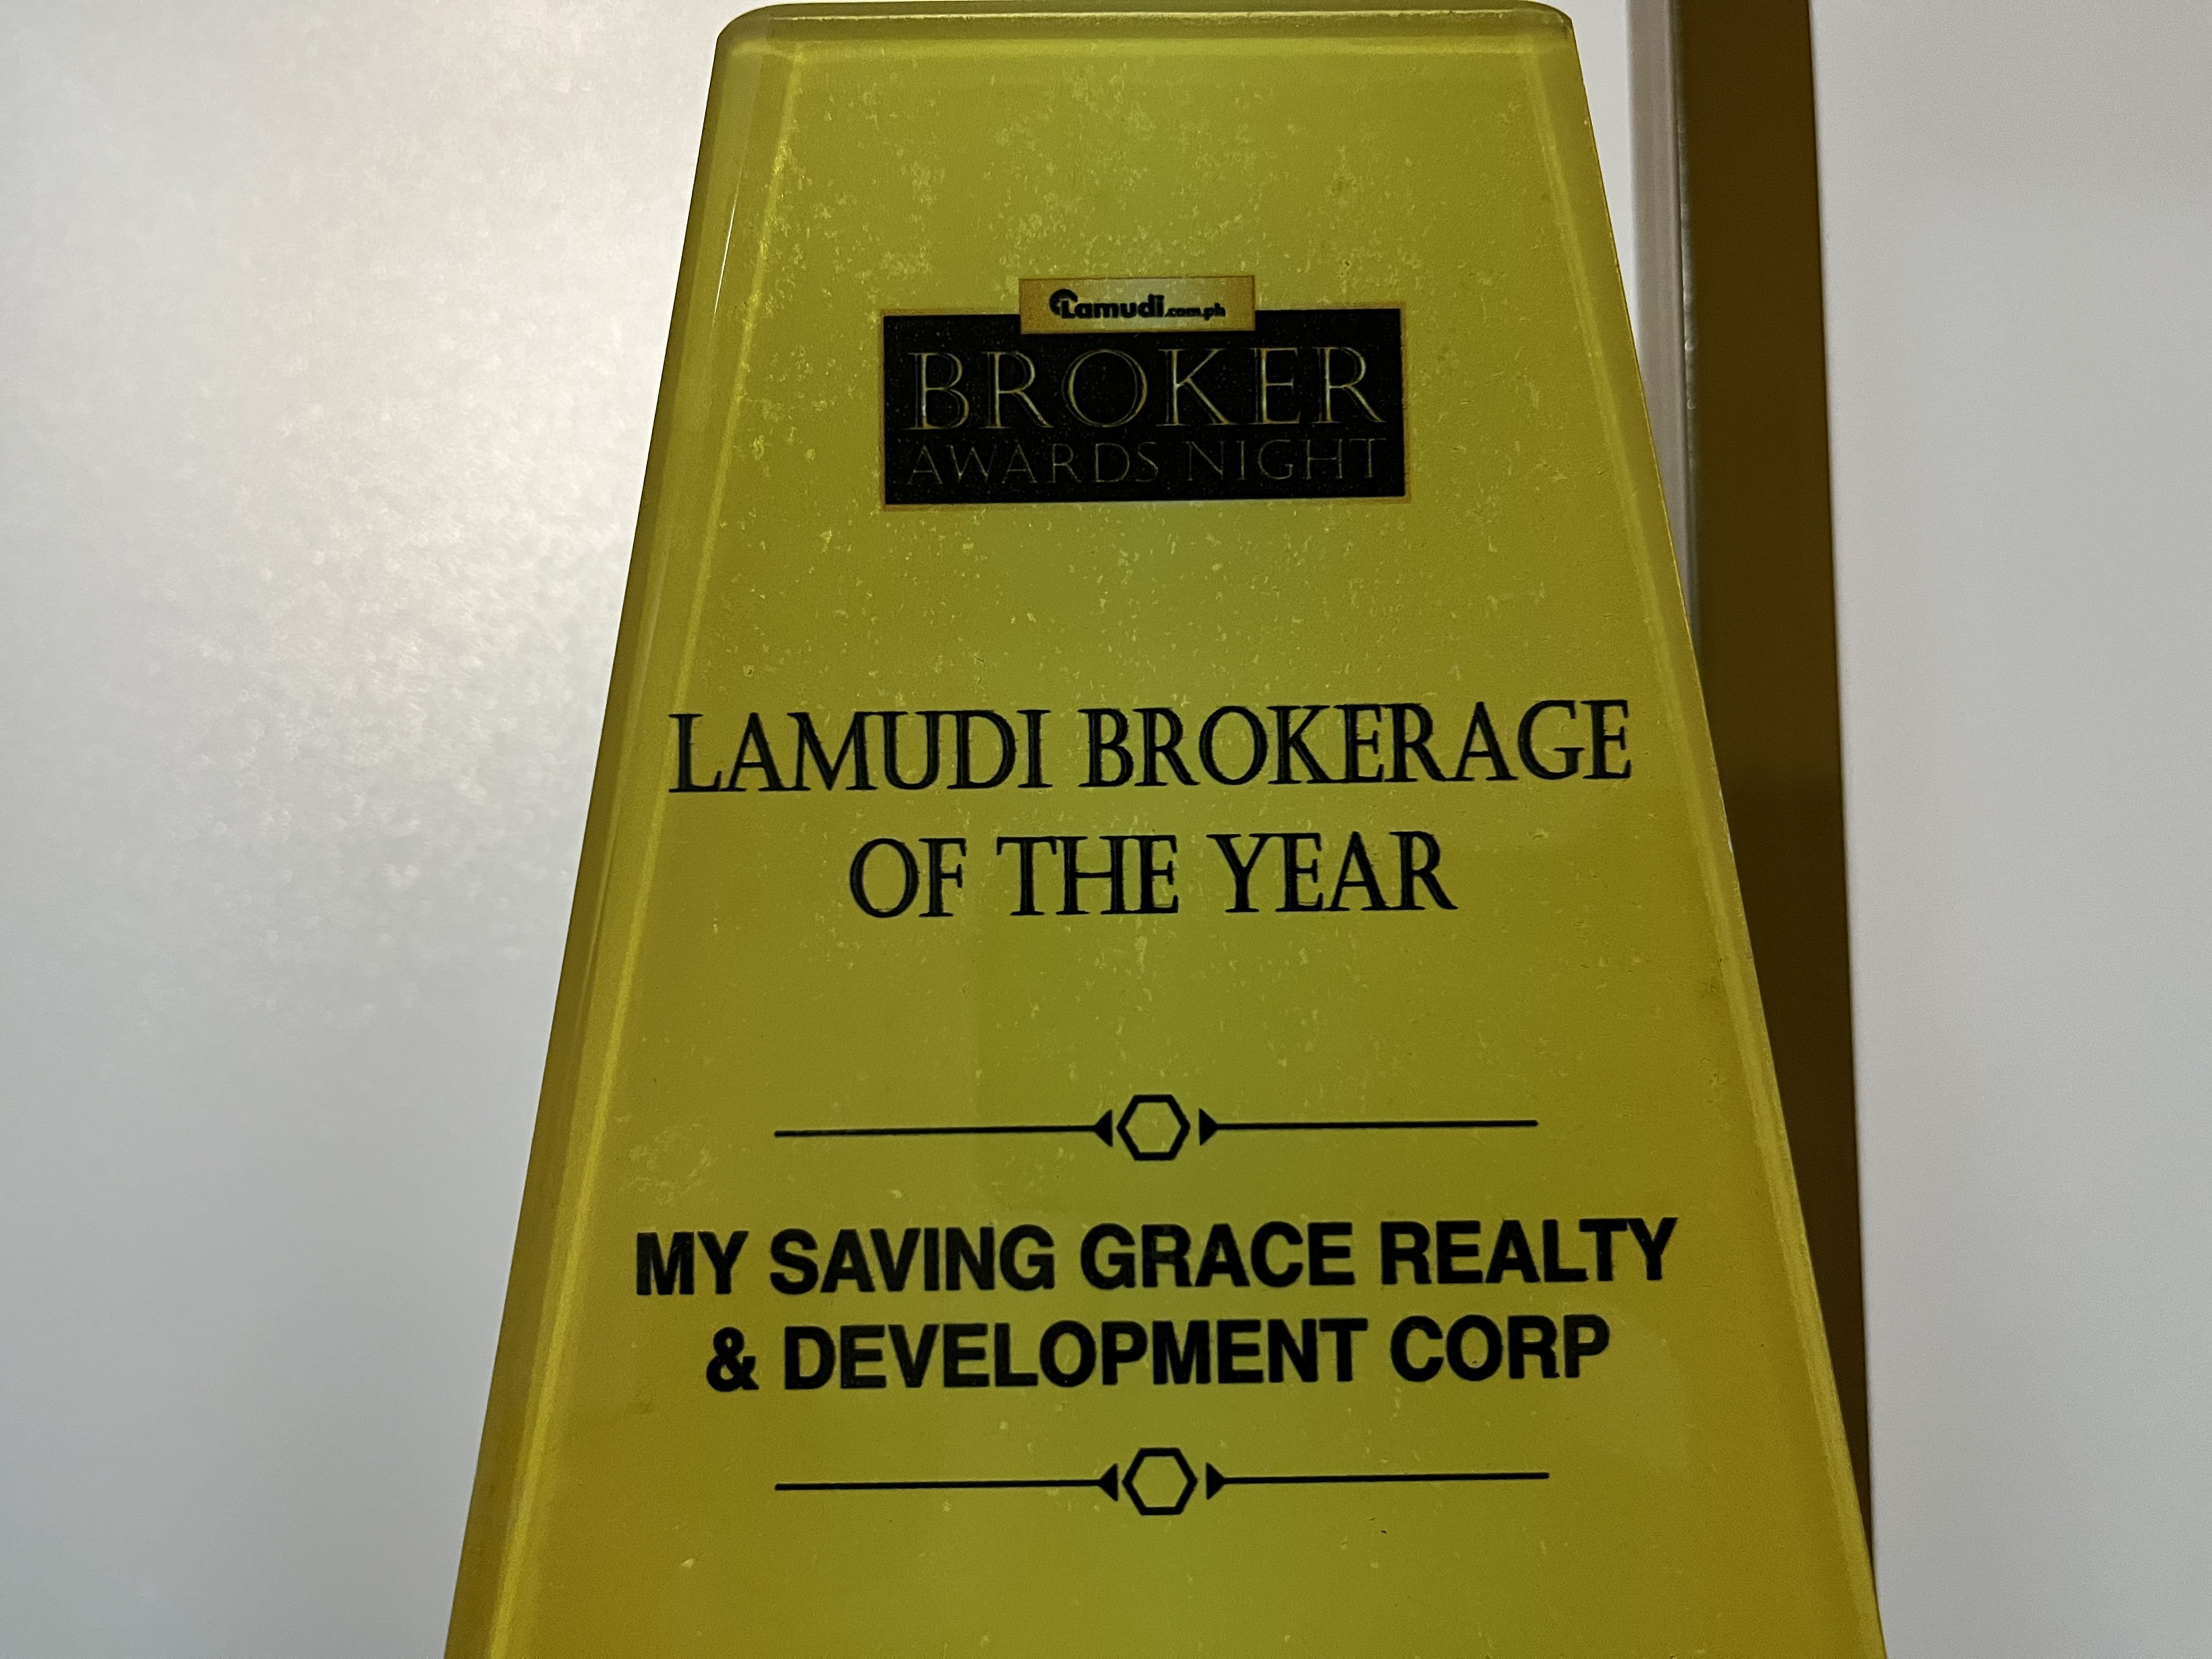 Lamudi.com.ph
BROKER
AWARDS NIGHT
LAMUDI BROKERAGE
OF THE YEAR
MY SAVING GRACE REALTY
& DEVELOPMENT CORP